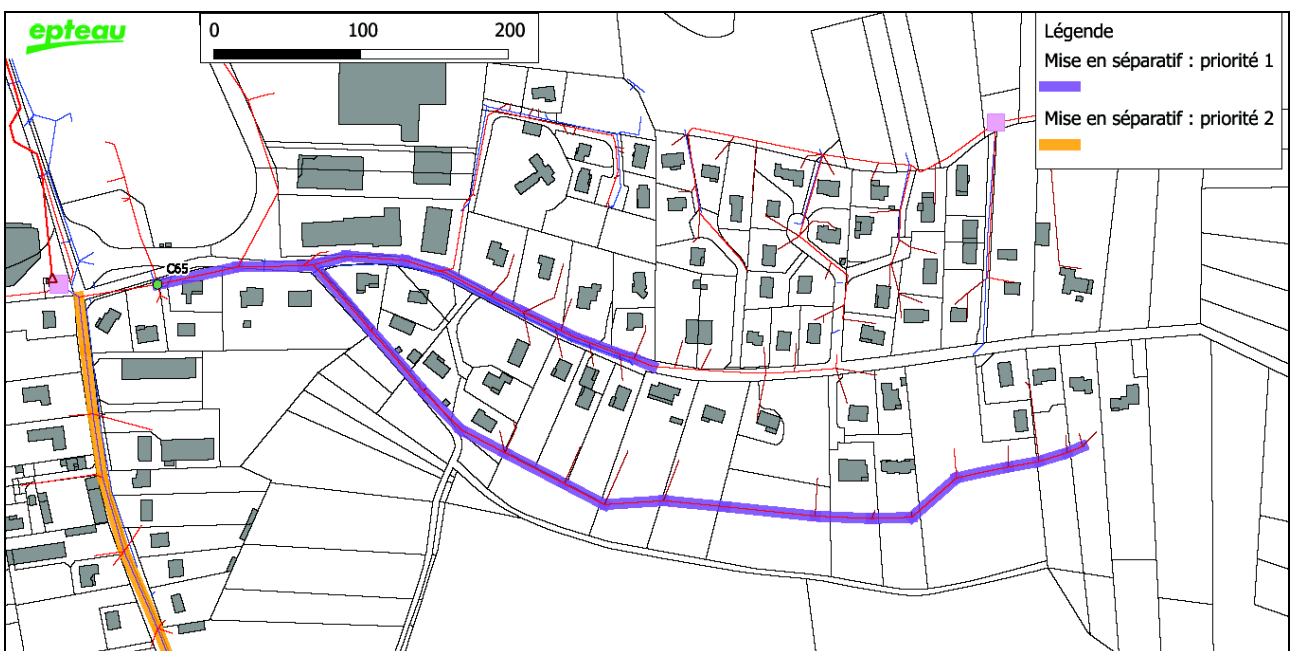 epteau
0 100 200
Légende
Mise en séparatif : priorité 1
Mise en séparatif : priorité 2
C65